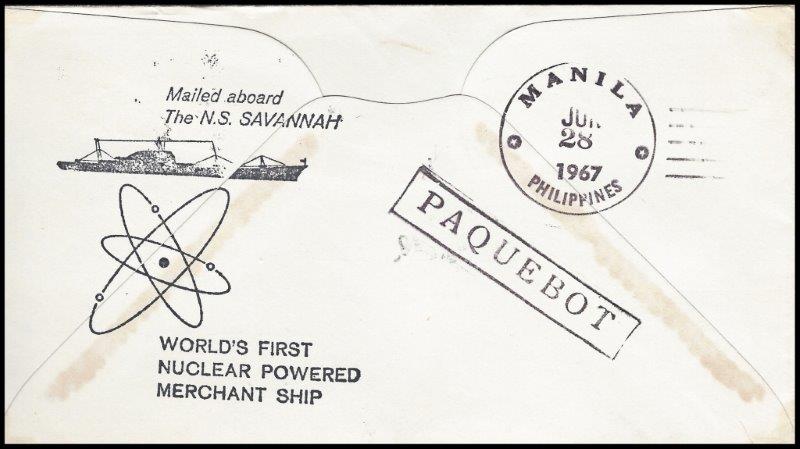 Mailed aboard
The N.S. SAVANNAH
MANILA
JUN
28
1967
PHILIPPINES
PAQUEBOT
WORLD'S FIRST
NUCLEAR POWERED
MERCHANT SHIP